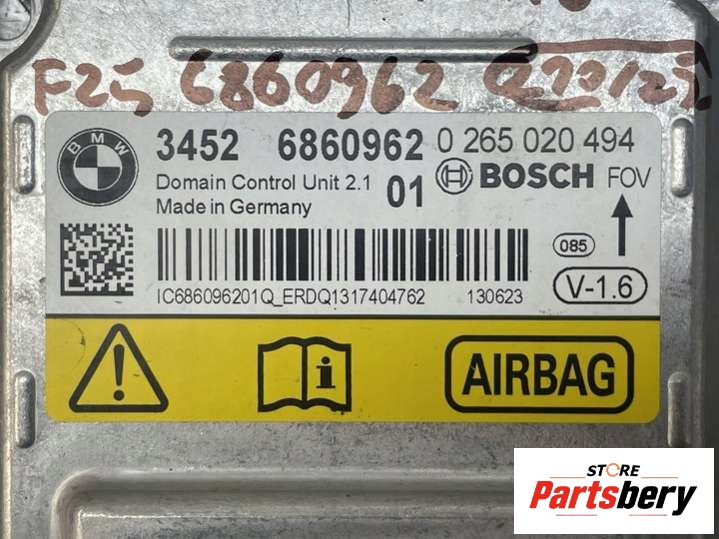 F25 6860962
BMW
3452 6860962 0 265 020 494
Domain Control Unit 2.1 01 BOSCH FOV
Made in Germany
085
IC686096201Q_ERDQ1317404762 130623
V-1.6
AIRBAG
STORE
Partsbery